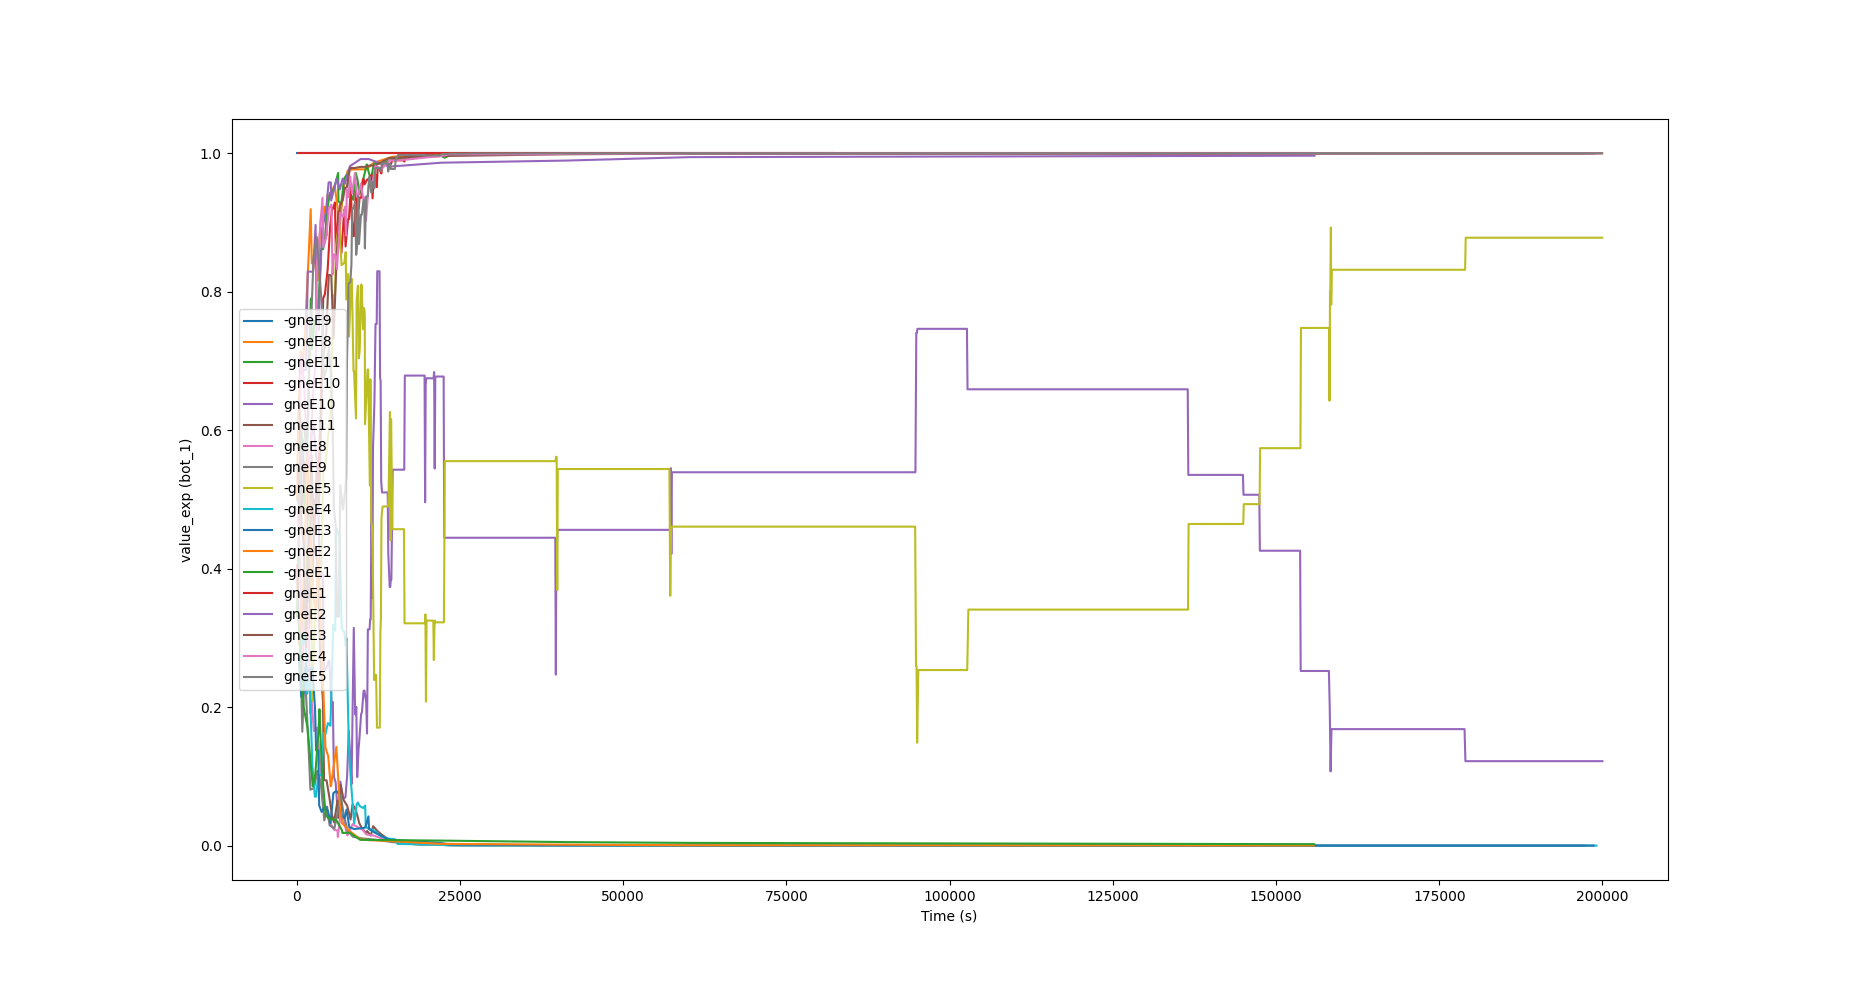 1.0
0.8
0.6
0.4
0.2
0.0
value_exp (bot_1)
-gneE9
-gneE8
-gneE11
-gneE10
gneE10
gneE11
gneE8
gneE9
-gneE5
-gneE4
-gneE3
-gneE2
-gneE1
gneE1
gneE2
gneE3
gneE4
gneE5
0 25000 50000 75000 100000 125000 150000 175000 200000
Time (s)